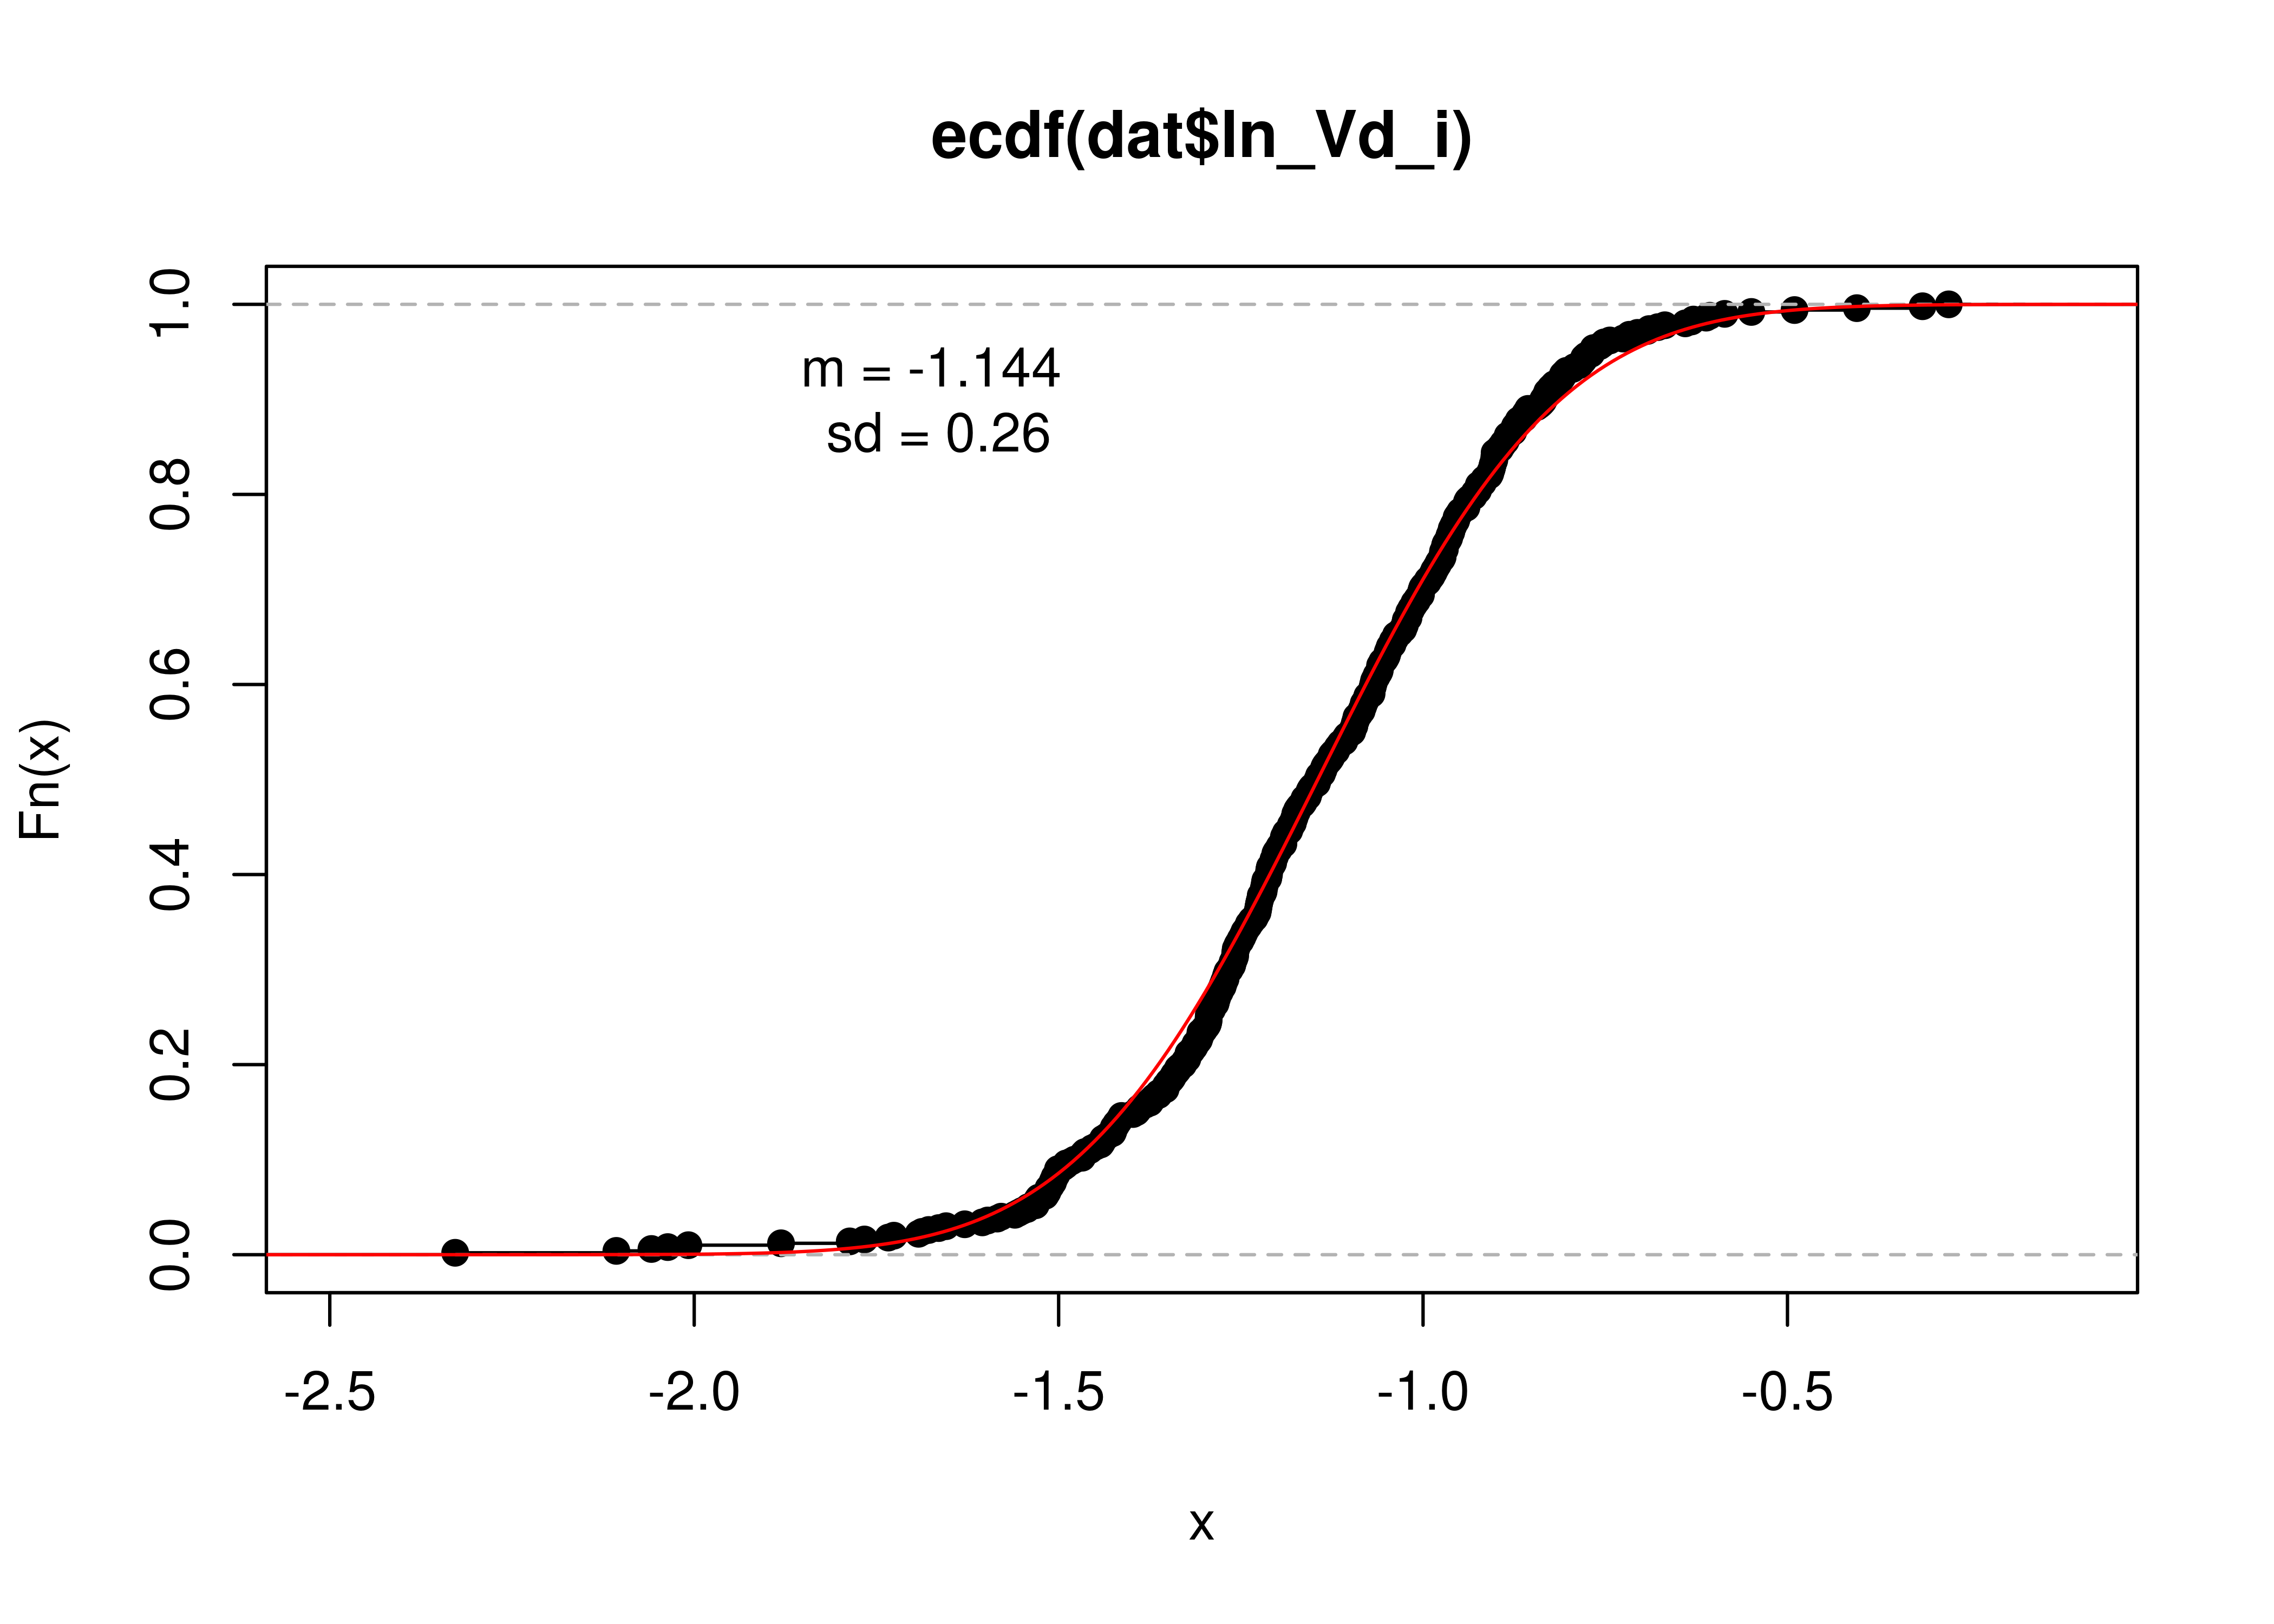 ecdf(dat$ln_Vd_i)
m = -1.144
sd = 0.26
Fn(x)
1.0
0.8
0.6
0.4
0.2
0.0
-2.5 -2.0 -1.5 -1.0 -0.5
x